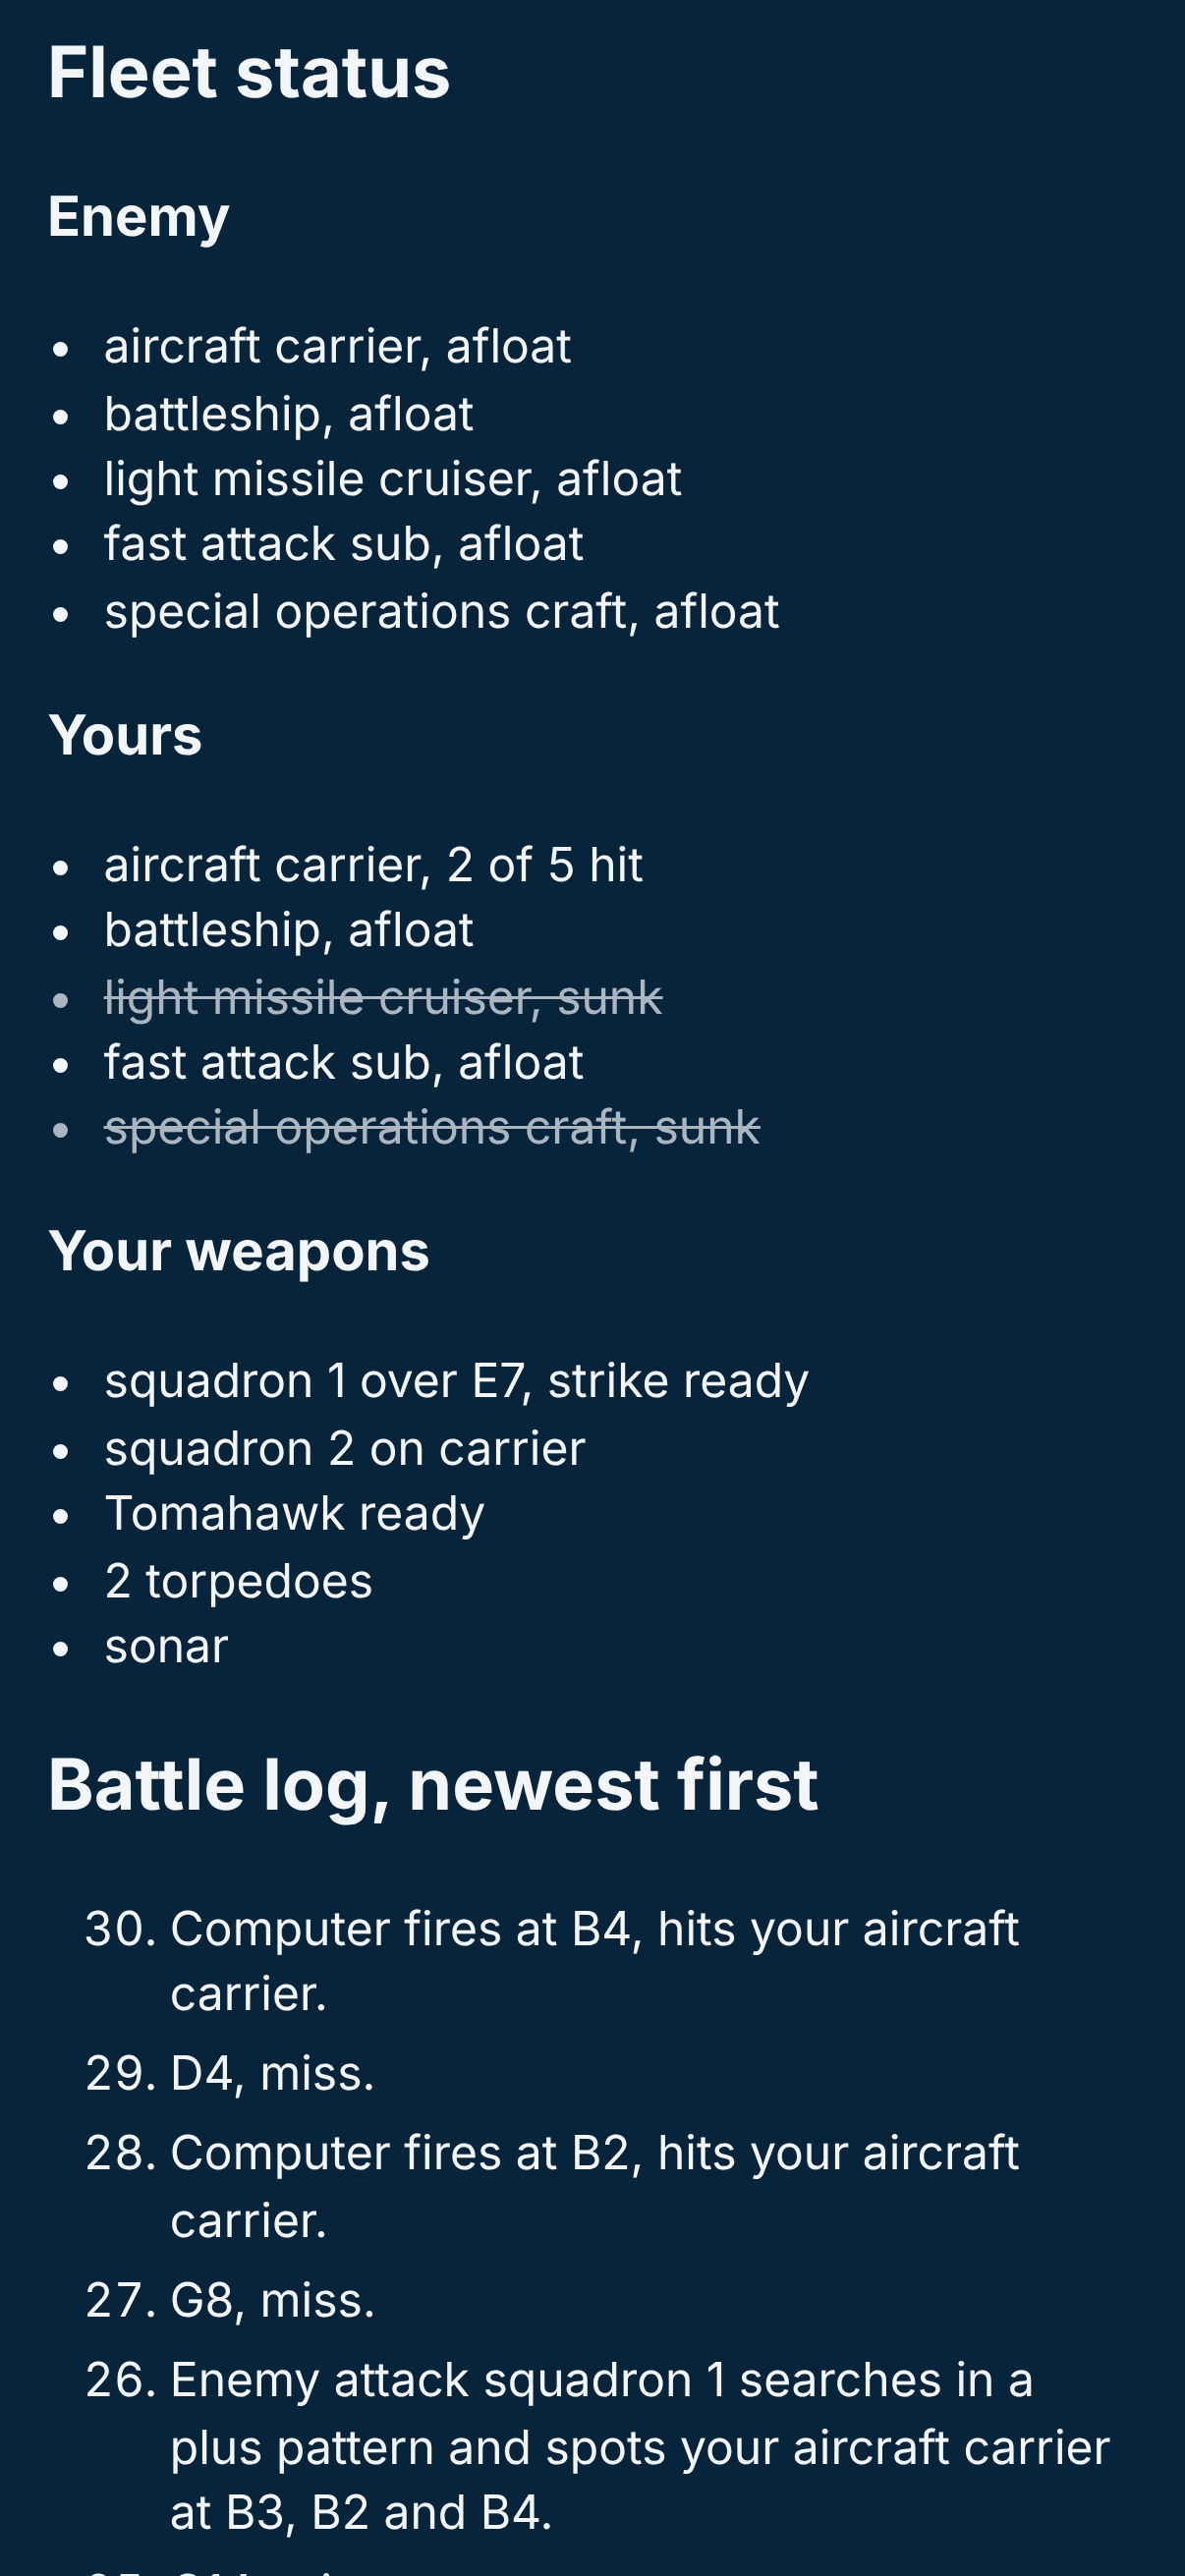 Fleet status
Enemy
• aircraft carrier, afloat
• battleship, afloat
• light missile cruiser, afloat
• fast attack sub, afloat
• special operations craft, afloat
Yours
• aircraft carrier, 2 of 5 hit
• battleship, afloat
• light missile cruiser, sunk
• fast attack sub, afloat
• special operations craft, sunk
Your weapons
• squadron 1 over E7, strike ready
• squadron 2 on carrier
• Tomahawk ready
• 2 torpedoes
• sonar
Battle log, newest first
30. Computer fires at B4, hits your aircraft
carrier.
29. D4, miss.
28. Computer fires at B2, hits your aircraft
carrier.
27. G8, miss.
26. Enemy attack squadron 1 searches in a
plus pattern and spots your aircraft carrier
at B3, B2 and B4.